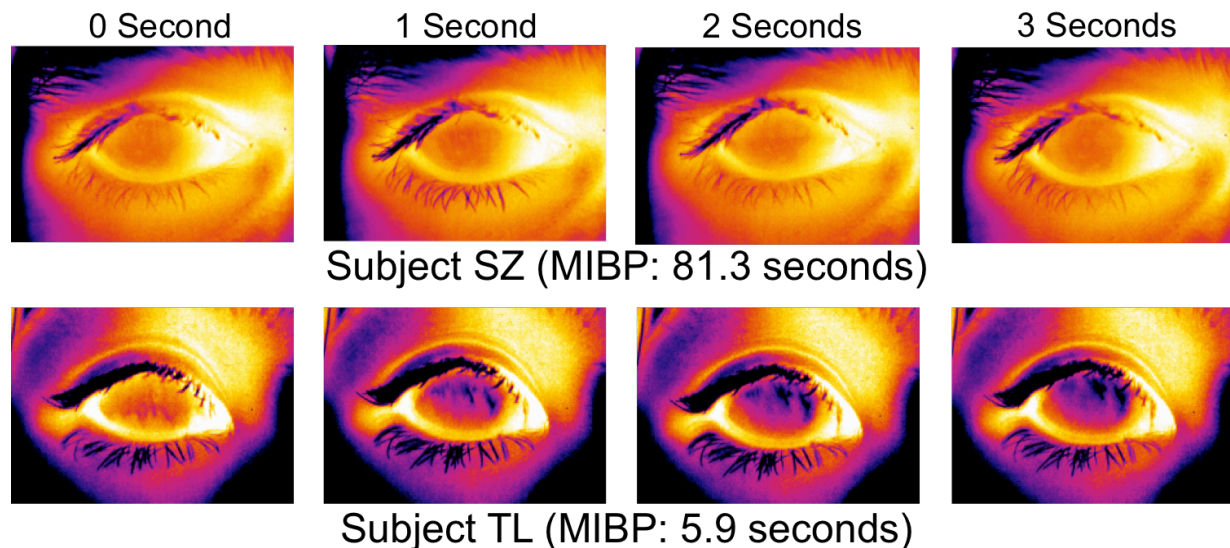 0 Second 1 Second 2 Seconds 3 Seconds
Subject SZ (MIBP: 81.3 seconds)
Subject TL (MIBP: 5.9 seconds)